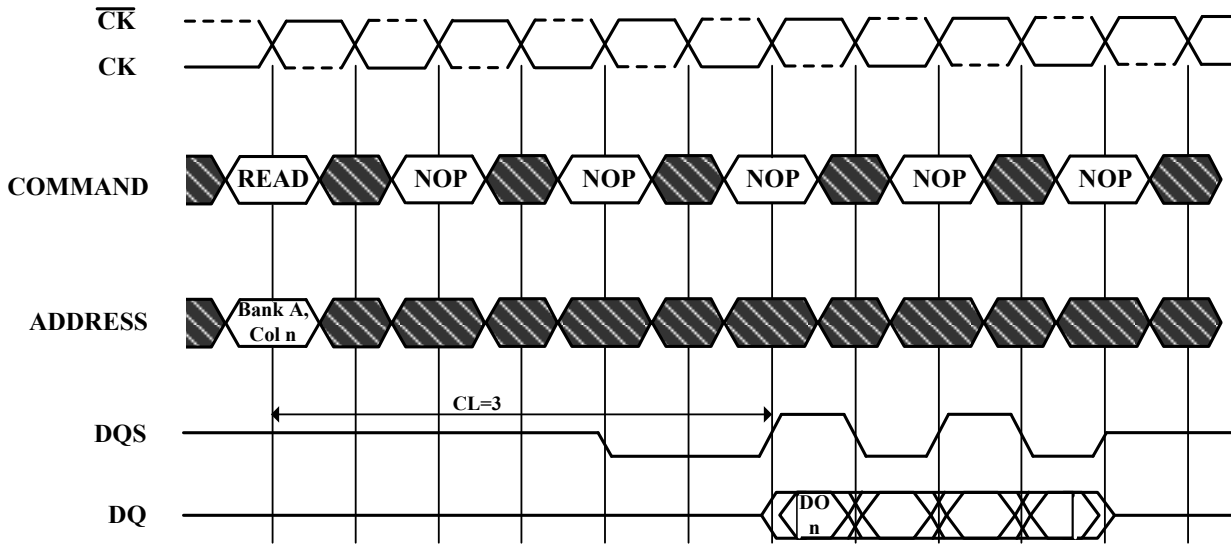 CK
CK
COMMAND
READ NOP NOP NOP NOP NOP
ADDRESS
Bank A,
Col n
CL=3
DQS
DQ
DO
n